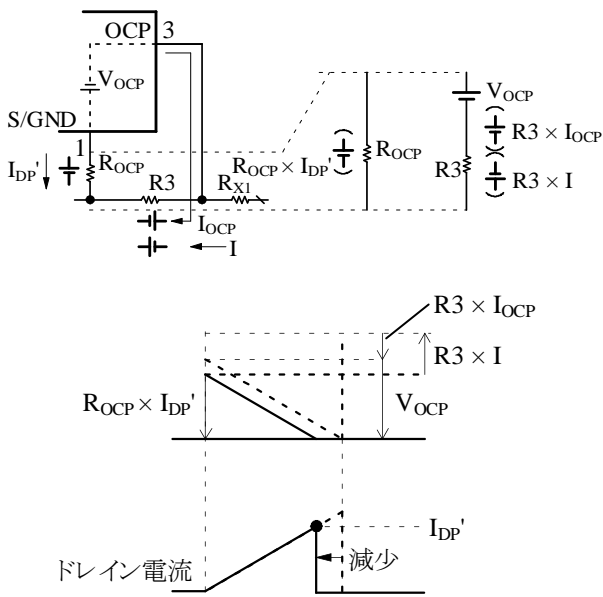 OCP 3
V_OCP
S/GND
1
I_DP'
R_OCP
R3
R_X1
I_OCP
I
R_OCP × I_DP'
R_OCP
V_OCP
R3
R3 × I_OCP
R3 × I
R3 × I_OCP
R3 × I
R_OCP × I_DP'
V_OCP
I_DP'
減少
ドレイン電流